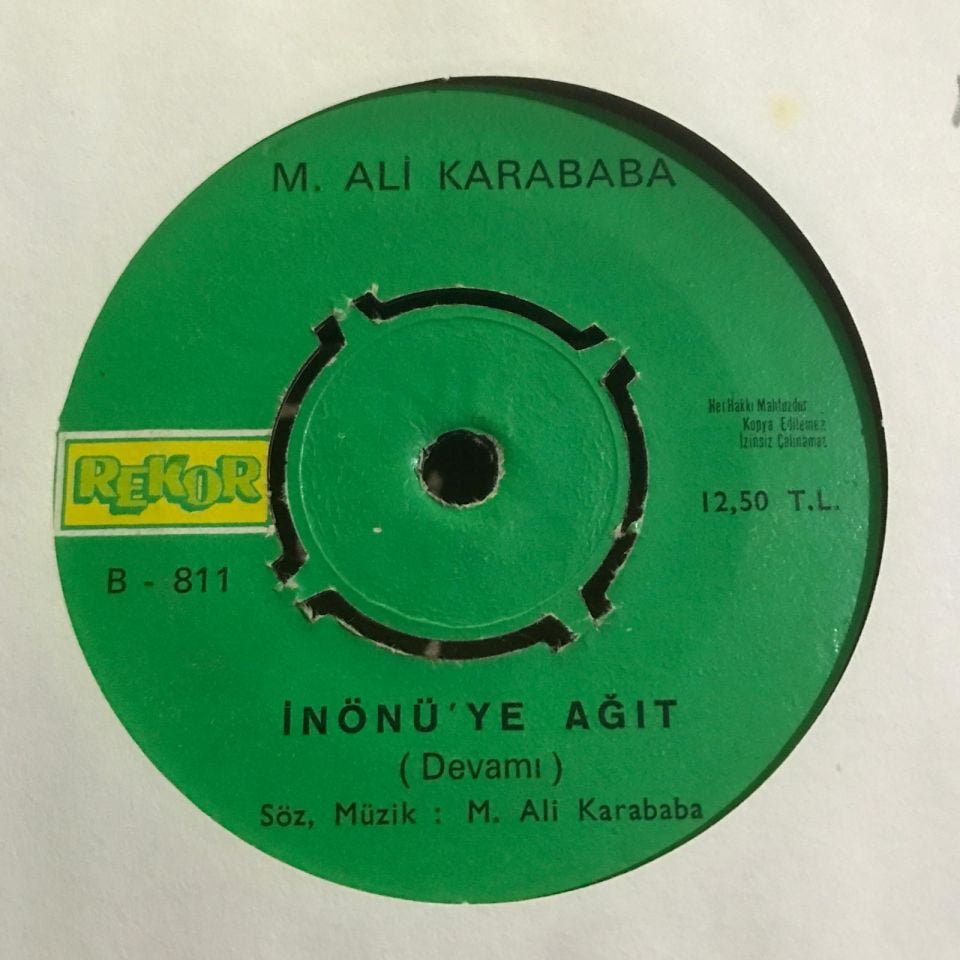 M. ALİ KARABABA
Her Hakkı Mahfuzdur
Kopya Edilemez
İzinsiz Çalınamaz
REKOR
12,50 T.L.
B - 811
İNÖNÜ'YE AĞIT
(Devamı)
Söz, Müzik : M. Ali Karababa